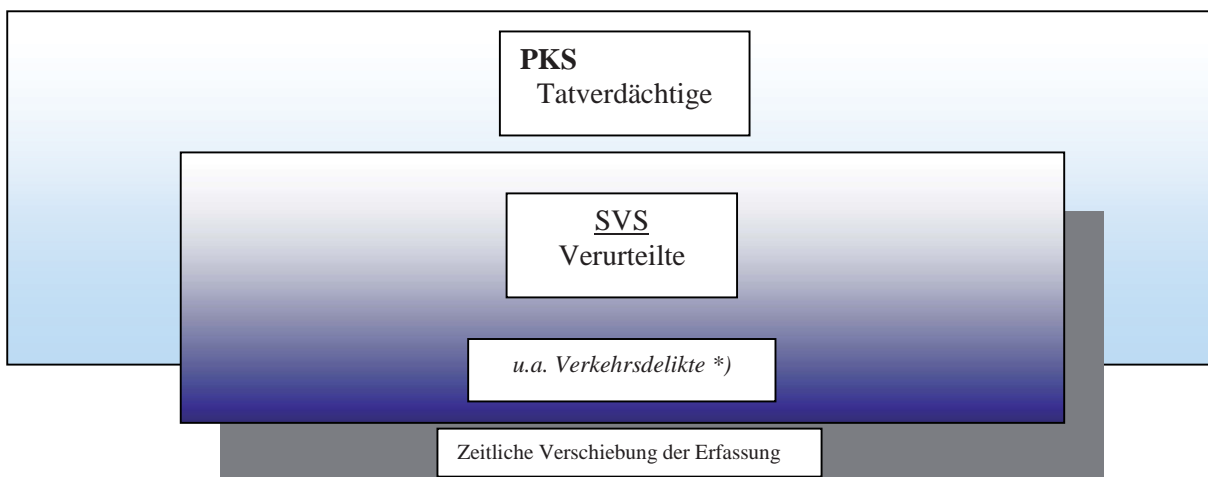 PKS
Tatverdächtige
SVS
Verurteilte
u.a. Verkehrsdelikte *)
Zeitliche Verschiebung der Erfassung